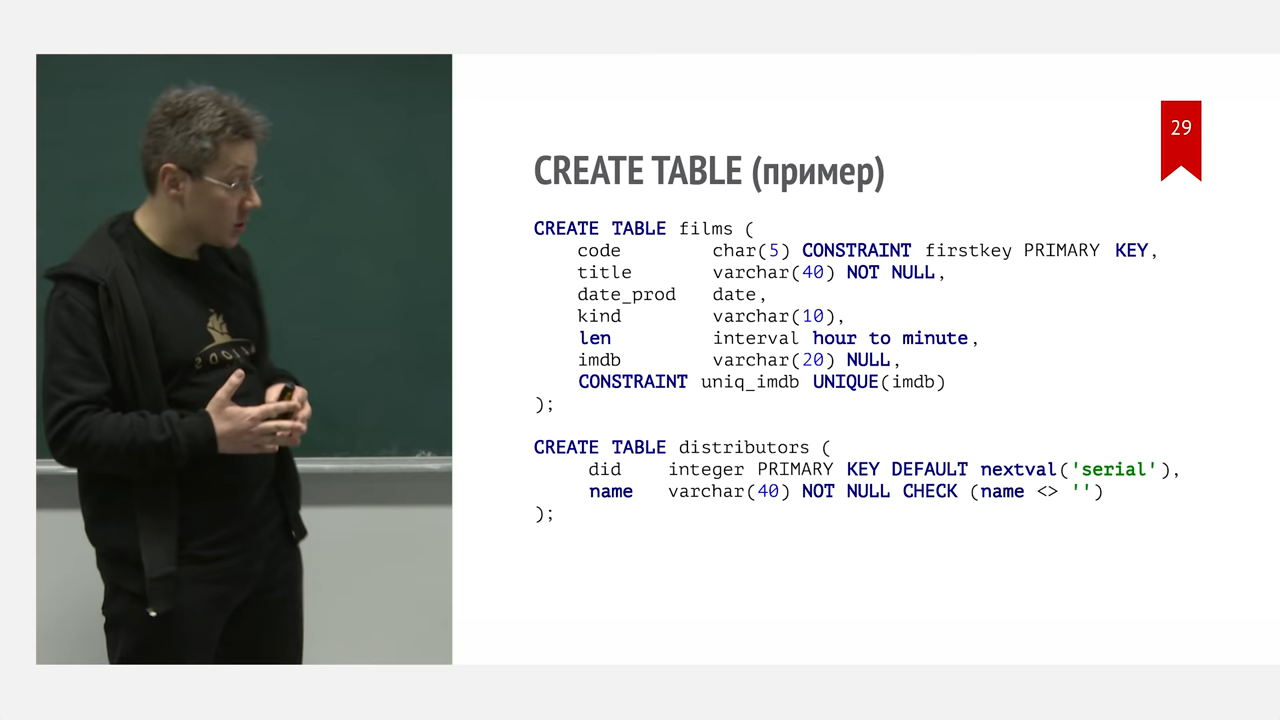 29
CREATE TABLE (пример)
CREATE TABLE films (
code char(5) CONSTRAINT firstkey PRIMARY KEY,
title varchar(40) NOT NULL,
date_prod date,
kind varchar(10),
len interval hour to minute,
imdb varchar(20) NULL,
CONSTRAINT uniq_imdb UNIQUE(imdb)
);
CREATE TABLE distributors (
did integer PRIMARY KEY DEFAULT nextval('serial'),
name varchar(40) NOT NULL CHECK (name <> '')
);